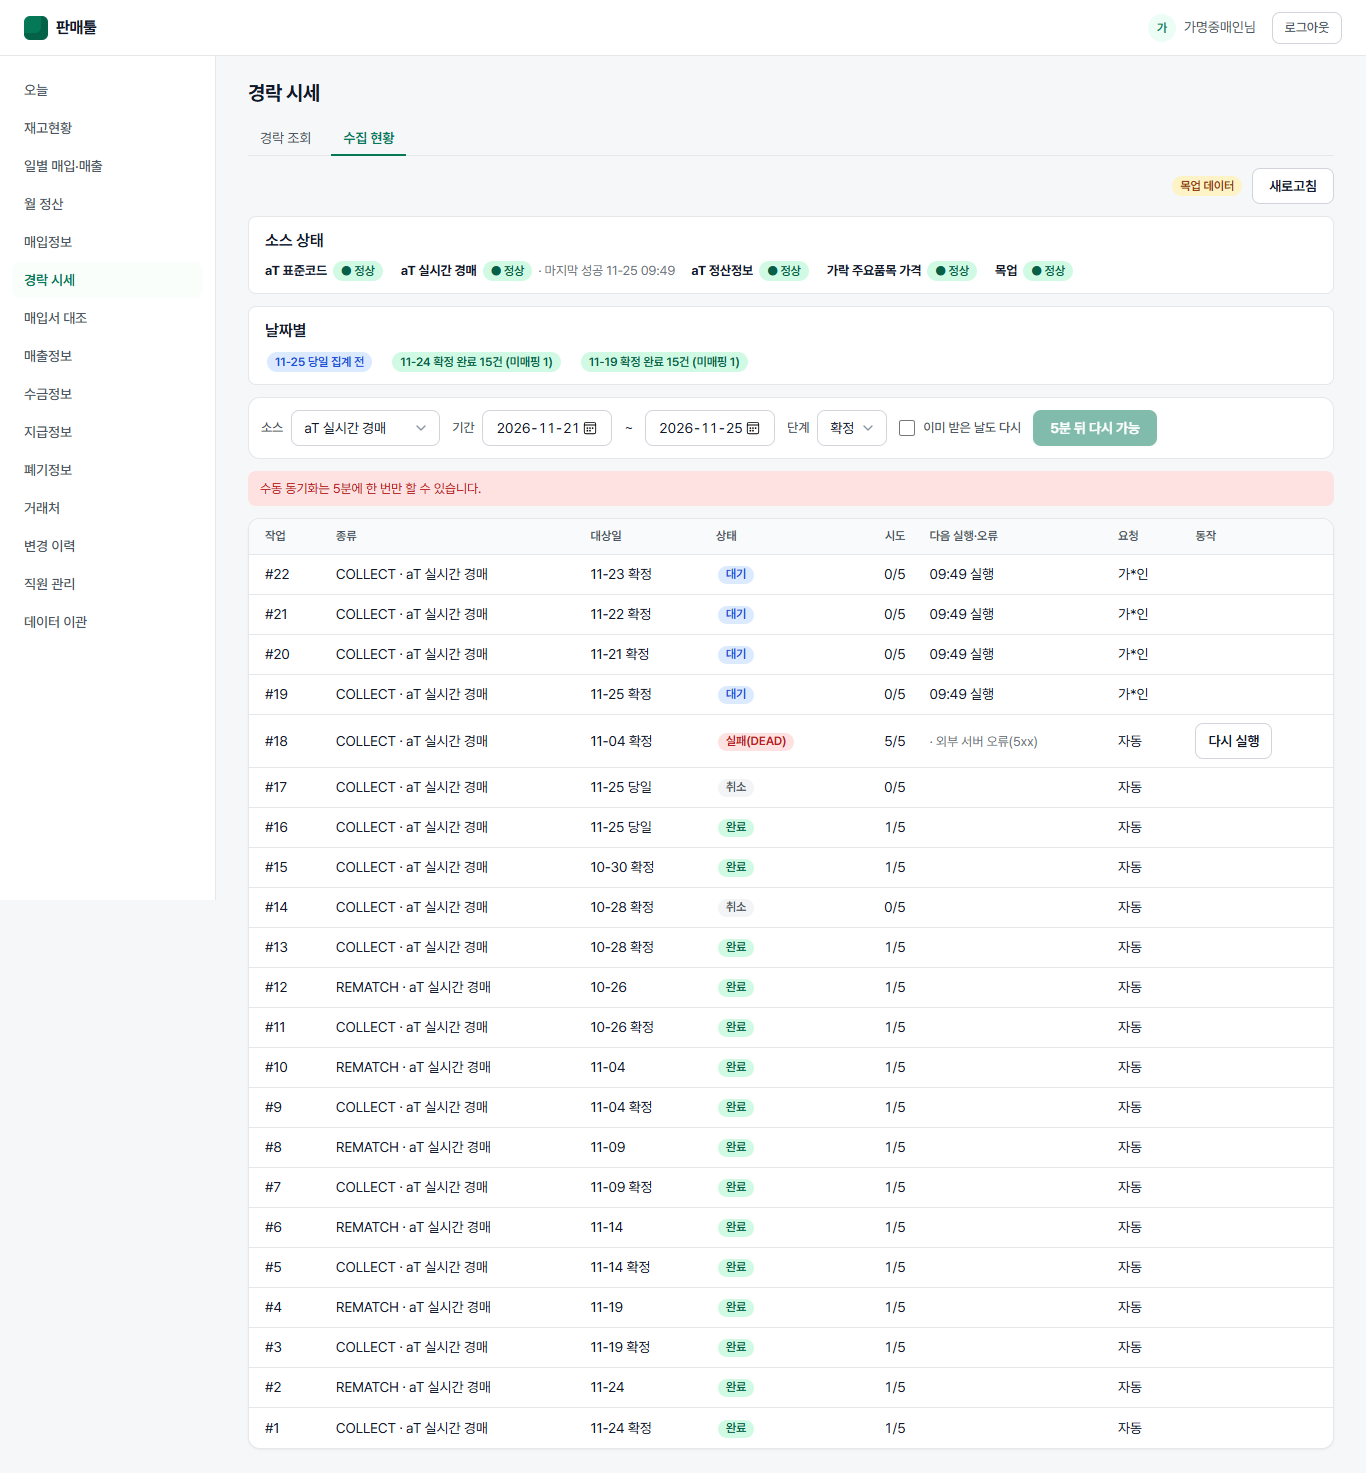 판매툴
가 가명중매인님 로그아웃
오늘
재고현황
일별 매입·매출
월 정산
매입정보
경락 시세
매입서 대조
매출정보
수금정보
지급정보
폐기정보
거래처
변경 이력
직원 관리
데이터 이관
경락 시세
경락 조회 수집 현황
목업 데이터 새로고침
소스 상태
aT 표준코드 ● 정상 aT 실시간 경매 ● 정상 · 마지막 성공 11-25 09:49 aT 정산정보 ● 정상 가락 주요품목 가격 ● 정상 목업 ● 정상
날짜별
11-25 당일 집계 전 11-24 확정 완료 15건 (미매핑 1) 11-19 확정 완료 15건 (미매핑 1)
소스 aT 실시간 경매 기간 2026-11-21 ~ 2026-11-25 단계 확정 이미 받은 날도 다시 5분 뒤 다시 가능
수동 동기화는 5분에 한 번만 할 수 있습니다.
작업 종류 대상일 상태 시도 다음 실행·오류 요청 동작
#22 COLLECT · aT 실시간 경매 11-23 확정 대기 0/5 09:49 실행 가*인
#21 COLLECT · aT 실시간 경매 11-22 확정 대기 0/5 09:49 실행 가*인
#20 COLLECT · aT 실시간 경매 11-21 확정 대기 0/5 09:49 실행 가*인
#19 COLLECT · aT 실시간 경매 11-25 확정 대기 0/5 09:49 실행 가*인
#18 COLLECT · aT 실시간 경매 11-04 확정 실패(DEAD) 5/5 · 외부 서버 오류(5xx) 자동 다시 실행
#17 COLLECT · aT 실시간 경매 11-25 당일 취소 0/5 자동
#16 COLLECT · aT 실시간 경매 11-25 당일 완료 1/5 자동
#15 COLLECT · aT 실시간 경매 10-30 확정 완료 1/5 자동
#14 COLLECT · aT 실시간 경매 10-28 확정 취소 0/5 자동
#13 COLLECT · aT 실시간 경매 10-28 확정 완료 1/5 자동
#12 REMATCH · aT 실시간 경매 10-26 완료 1/5 자동
#11 COLLECT · aT 실시간 경매 10-26 확정 완료 1/5 자동
#10 REMATCH · aT 실시간 경매 11-04 완료 1/5 자동
#9 COLLECT · aT 실시간 경매 11-04 확정 완료 1/5 자동
#8 REMATCH · aT 실시간 경매 11-09 완료 1/5 자동
#7 COLLECT · aT 실시간 경매 11-09 확정 완료 1/5 자동
#6 REMATCH · aT 실시간 경매 11-14 완료 1/5 자동
#5 COLLECT · aT 실시간 경매 11-14 확정 완료 1/5 자동
#4 REMATCH · aT 실시간 경매 11-19 완료 1/5 자동
#3 COLLECT · aT 실시간 경매 11-19 확정 완료 1/5 자동
#2 REMATCH · aT 실시간 경매 11-24 완료 1/5 자동
#1 COLLECT · aT 실시간 경매 11-24 확정 완료 1/5 자동